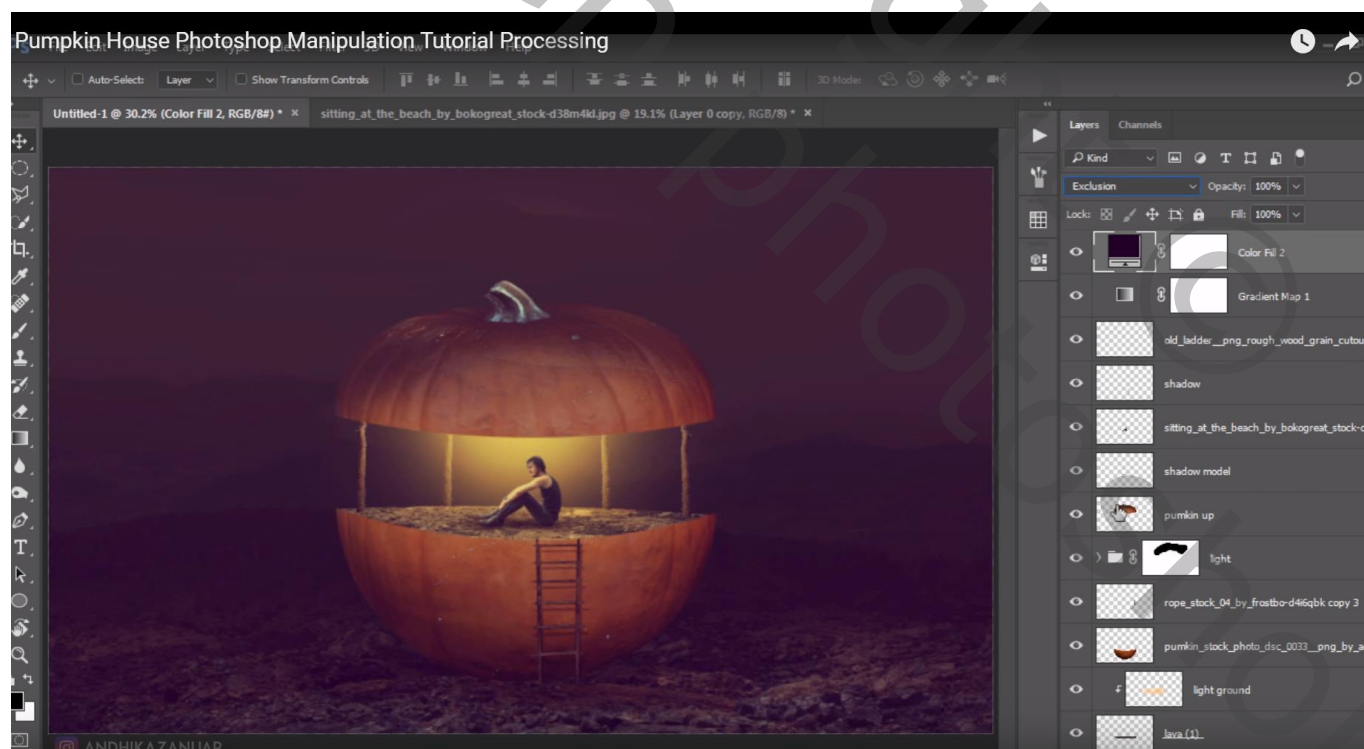 Pumpkin House Photoshop Manipulation Tutorial Processing
Auto-Select: Layer Show Transform Controls 3D Mode:
Untitled-1 @ 30.2% (Color Fill 2, RGB/8#) * × sitting_at_the_beach_by_bokogreat_stock-d38m4kl.jpg @ 19.1% (Layer 0 copy, RGB/8) * ×
Layers Channels
Kind
Exclusion Opacity: 100%
Lock: Fill: 100%
Color Fill 2
Gradient Map 1
old_ladder__png_rough_wood_grain_cutou
shadow
sitting_at_the_beach_by_bokogreat_stock-d
shadow model
pumkin up
light
rope_stock_04_by_frostbo-d4i6qbk copy 3
pumkin_stock_photo_dsc_0033__png_by_a
light ground
lava (1)
ANDHIKAZANUAR
©